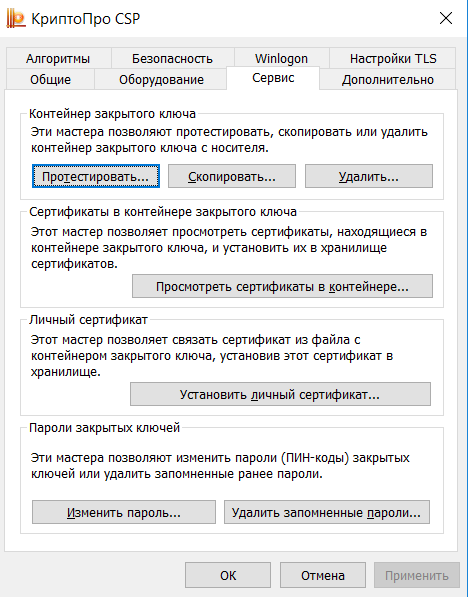 КриптоПро CSP
Алгоритмы Безопасность Winlogon Настройки TLS
Общие Оборудование Сервис Дополнительно
Контейнер закрытого ключа
Эти мастера позволяют протестировать, скопировать или удалить
контейнер закрытого ключа с носителя.
Протестировать... Скопировать... Удалить...
Сертификаты в контейнере закрытого ключа
Этот мастер позволяет просмотреть сертификаты, находящиеся в
контейнере закрытого ключа, и установить их в хранилище
сертификатов.
Просмотреть сертификаты в контейнере...
Личный сертификат
Этот мастер позволяет связать сертификат из файла с
контейнером закрытого ключа, установив этот сертификат в
хранилище.
Установить личный сертификат...
Пароли закрытых ключей
Эти мастера позволяют изменить пароли (ПИН-коды) закрытых
ключей или удалить запомненные ранее пароли.
Изменить пароль... Удалить запомненные пароли...
ОК Отмена Применить